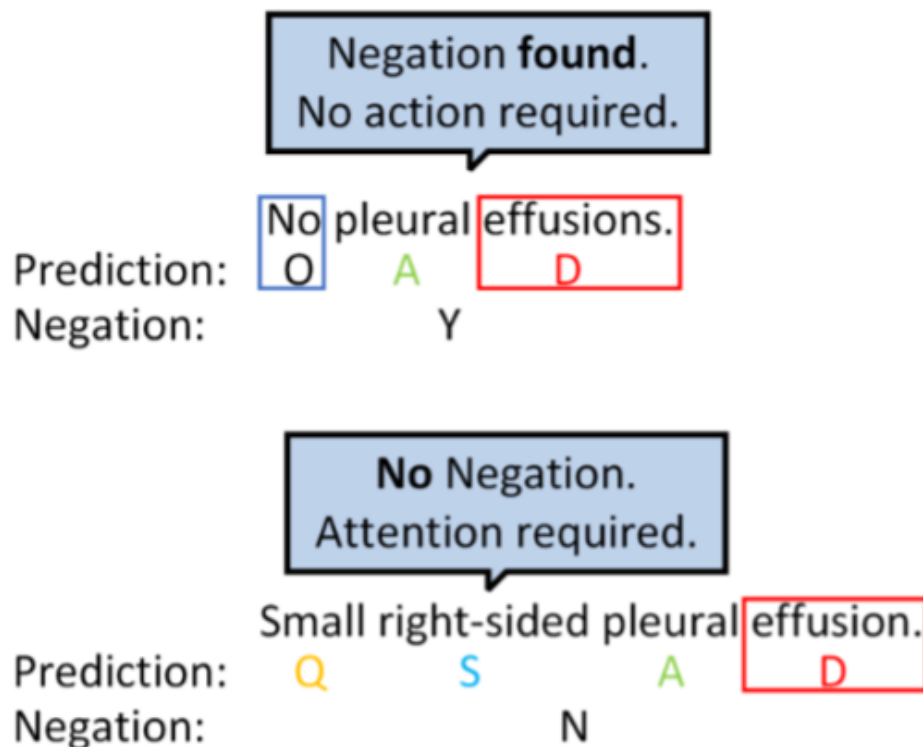 Negation found.
No action required.
No pleural effusions.
Prediction: O A D
Negation: Y
No Negation.
Attention required.
Small right-sided pleural effusion.
Prediction: Q S A D
Negation: N